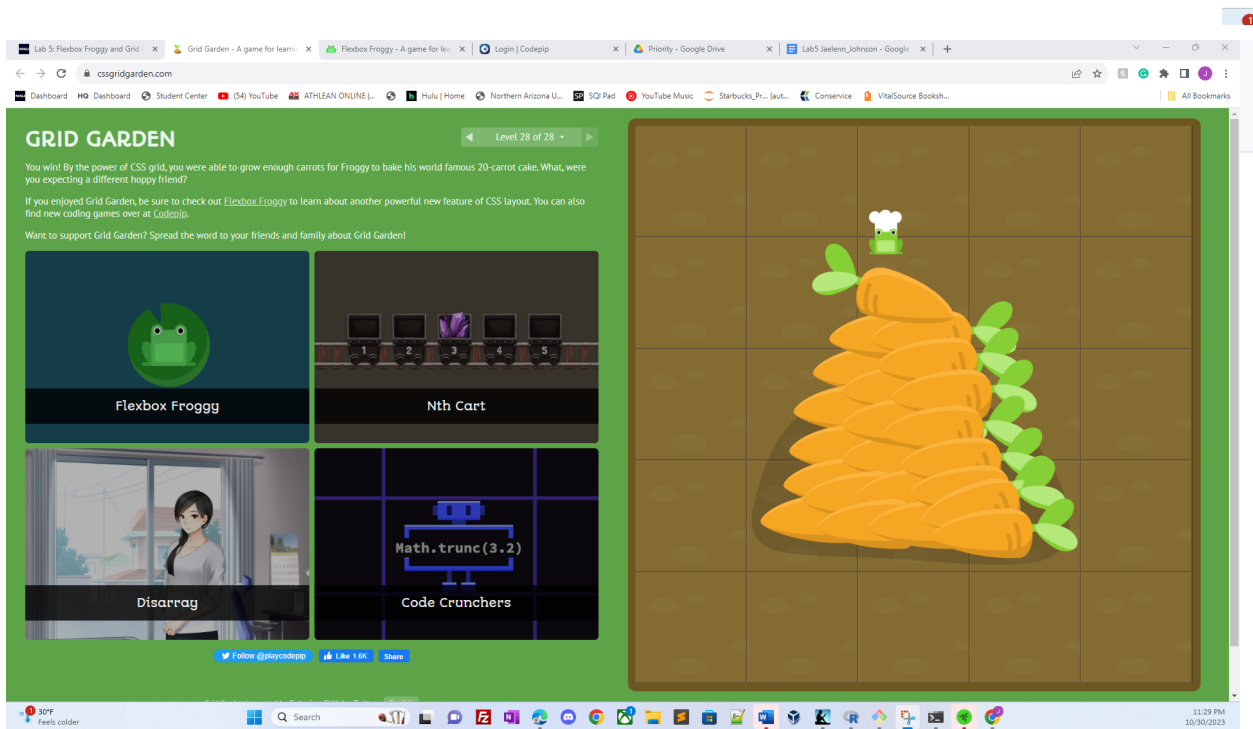 Lab 5: Flexbox Froggy and Grid
Grid Garden - A game for learn
Flexbox Froggy - A game for lea
Login | Codepip
Priority - Google Drive
Lab5 Jaelenn_Johnson - Google
cssgridgarden.com
Dashboard
HQ Dashboard
Student Center
(54) YouTube
ATHLEAN ONLINE |...
Hulu | Home
Northern Arizona U...
SP SQl Pad
YouTube Music
Starbucks_Pr... (aut...
Conservice
VitalSource Booksh...
All Bookmarks
GRID GARDEN
Level 28 of 28
You win! By the power of CSS grid, you were able to grow enough carrots for Froggy to bake his world famous 20-carrot cake. What, were
you expecting a different hoppy friend?
If you enjoyed Grid Garden, be sure to check out Flexbox Froggy to learn about another powerful new feature of CSS layout. You can also
find new coding games over at Codepip.
Want to support Grid Garden? Spread the word to your friends and family about Grid Garden!
Flexbox Froggy
1 2 3 4 5
Nth Cart
Disarray
Math.trunc(3.2)
Code Crunchers
Follow @playcodepip
Like 1.6K
Share
1
30°F
Feels colder
Search
11:29 PM
10/30/2023